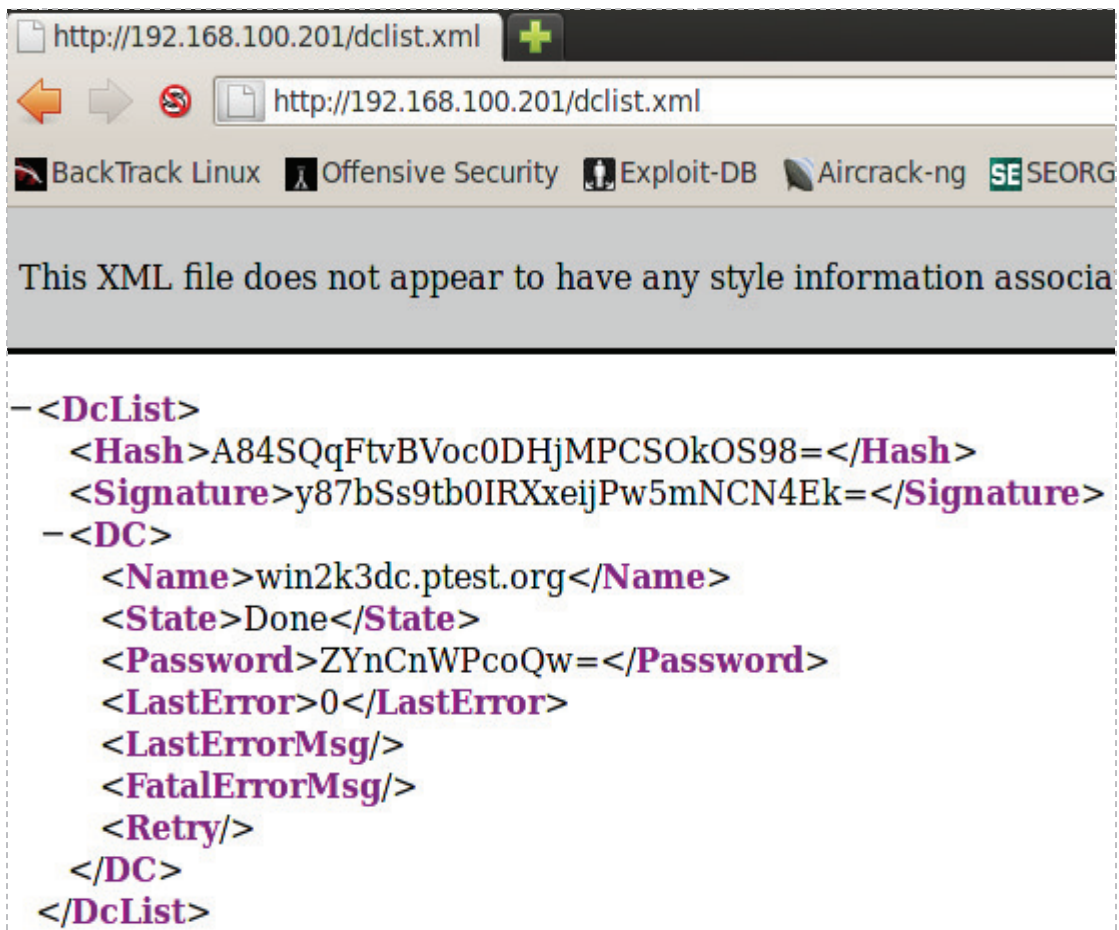 http://192.168.100.201/dclist.xml
http://192.168.100.201/dclist.xml
BackTrack Linux Offensive Security Exploit-DB Aircrack-ng SE SEORG
This XML file does not appear to have any style information associa
−<DcList>
<Hash>A84SQqFtvBVoc0DHjMPCSOkOS98=</Hash>
<Signature>y87bSs9tb0IRXxeijPw5mNCN4Ek=</Signature>
−<DC>
<Name>win2k3dc.ptest.org</Name>
<State>Done</State>
<Password>ZYnCnWPcoQw=</Password>
<LastError>0</LastError>
<LastErrorMsg/>
<FatalErrorMsg/>
<Retry/>
</DC>
</DcList>